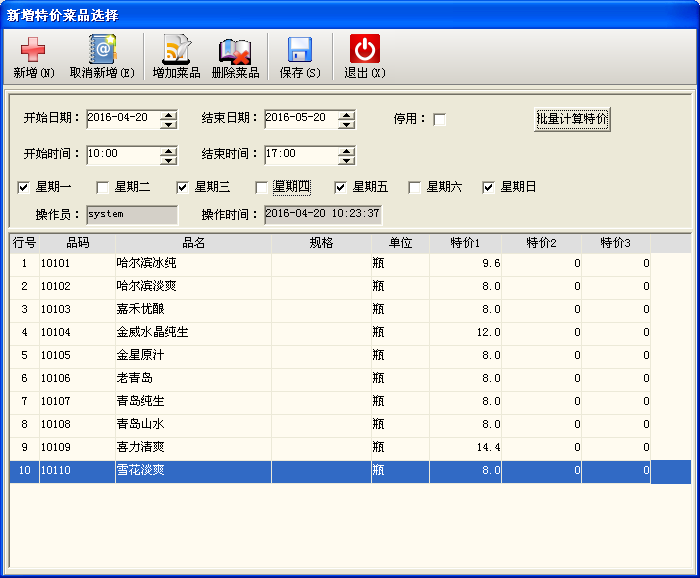 新增特价菜品选择
新增(N) 取消新增(E) 增加菜品 删除菜品 保存(S) 退出(X)
开始日期： 2016-04-20 结束日期： 2016-05-20 停用： 批量计算特价
开始时间： 10:00 结束时间： 17:00
星期一 星期二 星期三 星期四 星期五 星期六 星期日
操作员： system 操作时间： 2016-04-20 10:23:37
行号 品码 品名 规格 单位 特价1 特价2 特价3
1 10101 哈尔滨冰纯 瓶 9.6 0 0
2 10102 哈尔滨淡爽 瓶 8.0 0 0
3 10103 嘉禾优酿 瓶 8.0 0 0
4 10104 金威水晶纯生 瓶 12.0 0 0
5 10105 金星原汁 瓶 8.0 0 0
6 10106 老青岛 瓶 8.0 0 0
7 10107 青岛纯生 瓶 8.0 0 0
8 10108 青岛山水 瓶 8.0 0 0
9 10109 喜力清爽 瓶 14.4 0 0
10 10110 雪花淡爽 瓶 8.0 0 0